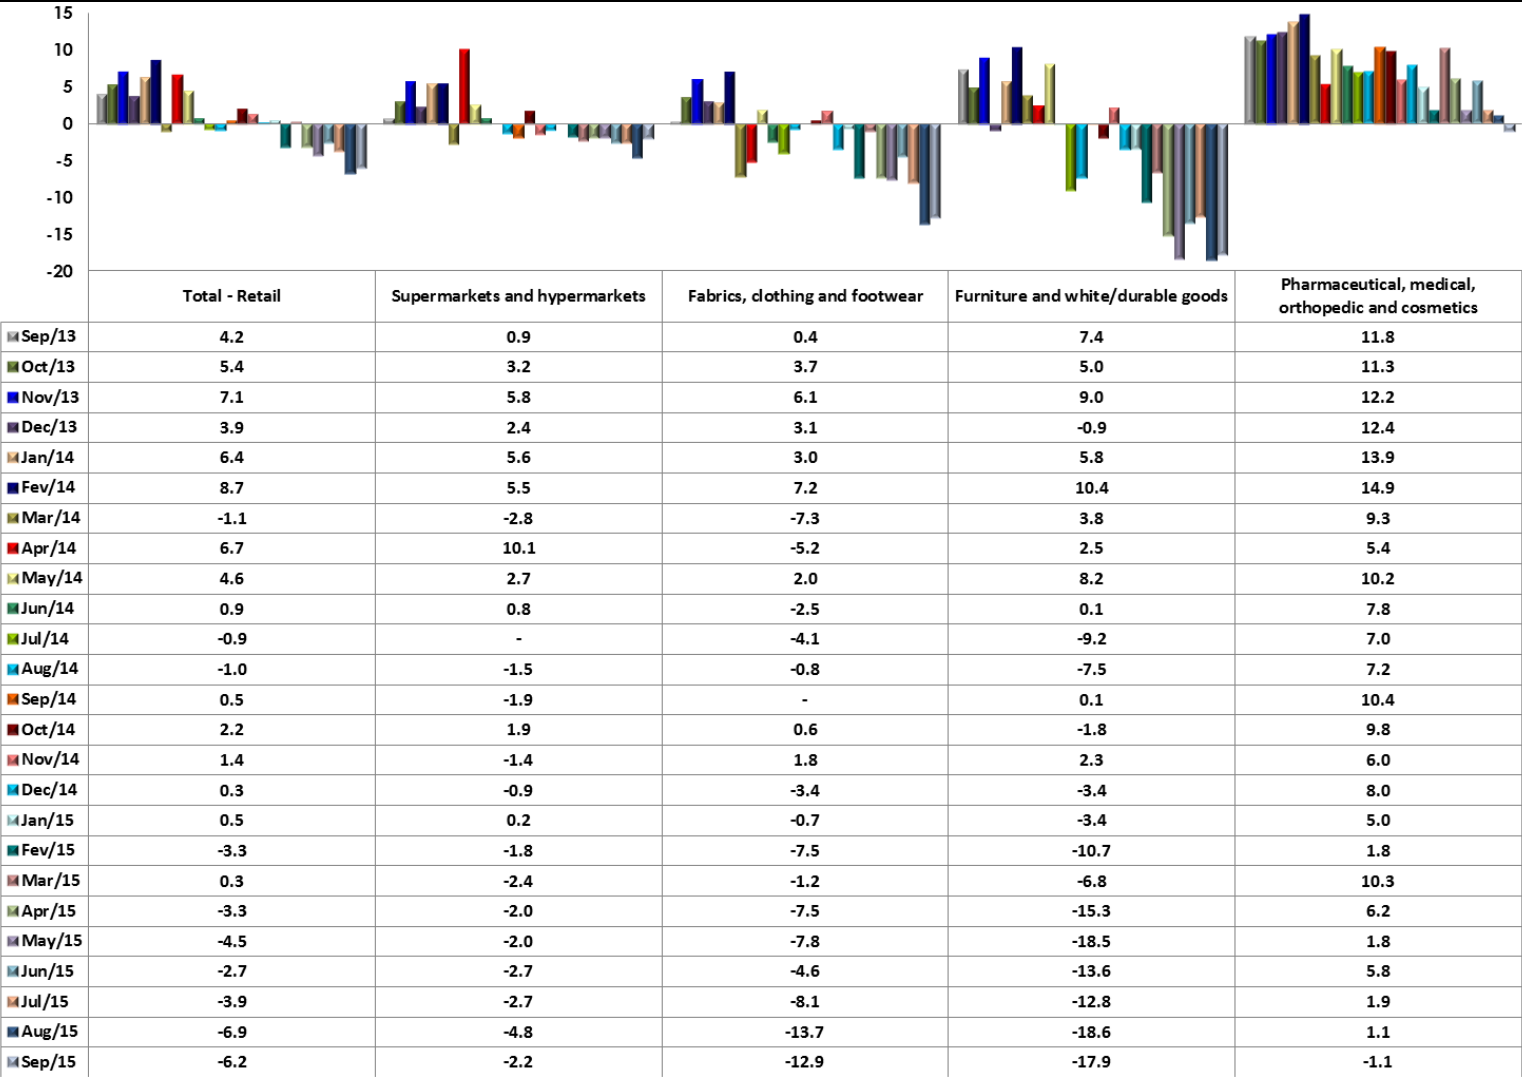 15
10
5
0
-5
-10
-15
-20
Total - Retail Supermarkets and hypermarkets Fabrics, clothing and footwear Furniture and white/durable goods Pharmaceutical, medical,
orthopedic and cosmetics
Sep/13 4.2 0.9 0.4 7.4 11.8
Oct/13 5.4 3.2 3.7 5.0 11.3
Nov/13 7.1 5.8 6.1 9.0 12.2
Dec/13 3.9 2.4 3.1 -0.9 12.4
Jan/14 6.4 5.6 3.0 5.8 13.9
Fev/14 8.7 5.5 7.2 10.4 14.9
Mar/14 -1.1 -2.8 -7.3 3.8 9.3
Apr/14 6.7 10.1 -5.2 2.5 5.4
May/14 4.6 2.7 2.0 8.2 10.2
Jun/14 0.9 0.8 -2.5 0.1 7.8
Jul/14 -0.9 - -4.1 -9.2 7.0
Aug/14 -1.0 -1.5 -0.8 -7.5 7.2
Sep/14 0.5 -1.9 - 0.1 10.4
Oct/14 2.2 1.9 0.6 -1.8 9.8
Nov/14 1.4 -1.4 1.8 2.3 6.0
Dec/14 0.3 -0.9 -3.4 -3.4 8.0
Jan/15 0.5 0.2 -0.7 -3.4 5.0
Fev/15 -3.3 -1.8 -7.5 -10.7 1.8
Mar/15 0.3 -2.4 -1.2 -6.8 10.3
Apr/15 -3.3 -2.0 -7.5 -15.3 6.2
May/15 -4.5 -2.0 -7.8 -18.5 1.8
Jun/15 -2.7 -2.7 -4.6 -13.6 5.8
Jul/15 -3.9 -2.7 -8.1 -12.8 1.9
Aug/15 -6.9 -4.8 -13.7 -18.6 1.1
Sep/15 -6.2 -2.2 -12.9 -17.9 -1.1